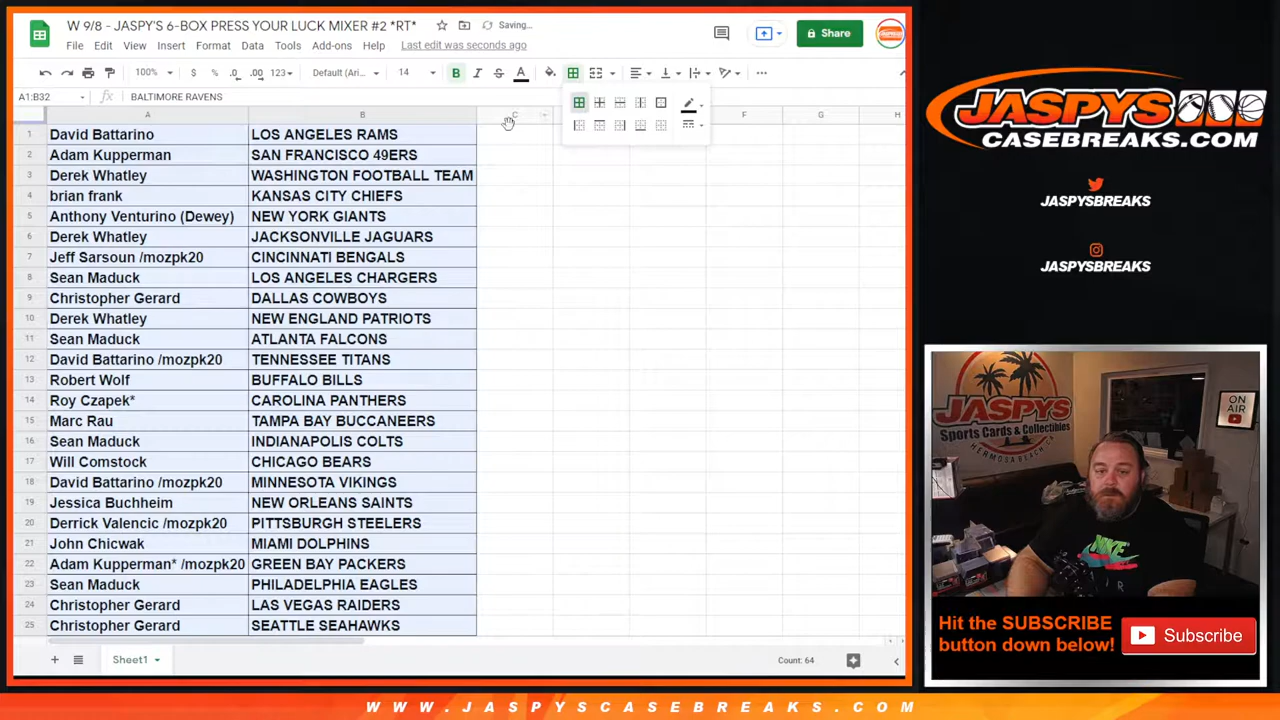 W 9/8 - JASPY'S 6-BOX PRESS YOUR LUCK MIXER #2 *RT*
Saving...
File Edit View Insert Format Data Tools Add-ons Help Last edit was seconds ago
Share
100% $ % .0 .00 123 Default (Ari... 14 B I S A
A1:B32 fx BALTIMORE RAVENS
A B C F G H
1 David Battarino LOS ANGELES RAMS
2 Adam Kupperman SAN FRANCISCO 49ERS
3 Derek Whatley WASHINGTON FOOTBALL TEAM
4 brian frank KANSAS CITY CHIEFS
5 Anthony Venturino (Dewey) NEW YORK GIANTS
6 Derek Whatley JACKSONVILLE JAGUARS
7 Jeff Sarsoun /mozpk20 CINCINNATI BENGALS
8 Sean Maduck LOS ANGELES CHARGERS
9 Christopher Gerard DALLAS COWBOYS
10 Derek Whatley NEW ENGLAND PATRIOTS
11 Sean Maduck ATLANTA FALCONS
12 David Battarino /mozpk20 TENNESSEE TITANS
13 Robert Wolf BUFFALO BILLS
14 Roy Czapek* CAROLINA PANTHERS
15 Marc Rau TAMPA BAY BUCCANEERS
16 Sean Maduck INDIANAPOLIS COLTS
17 Will Comstock CHICAGO BEARS
18 David Battarino /mozpk20 MINNESOTA VIKINGS
19 Jessica Buchheim NEW ORLEANS SAINTS
20 Derrick Valencic /mozpk20 PITTSBURGH STEELERS
21 John Chicwak MIAMI DOLPHINS
22 Adam Kupperman* /mozpk20 GREEN BAY PACKERS
23 Sean Maduck PHILADELPHIA EAGLES
24 Christopher Gerard LAS VEGAS RAIDERS
25 Christopher Gerard SEATTLE SEAHAWKS
Sheet1
Count: 64
JASPYS
CASEBREAKS.COM
JASPYSBREAKS
JASPYSBREAKS
JASPYS
Sports Cards & Collectibles
HERMOSA BEACH
ON AIR
NIKE
AIR
Hit the SUBSCRIBE
button down below!
Subscribe
WWW.JASPYSCASEBREAKS.COM